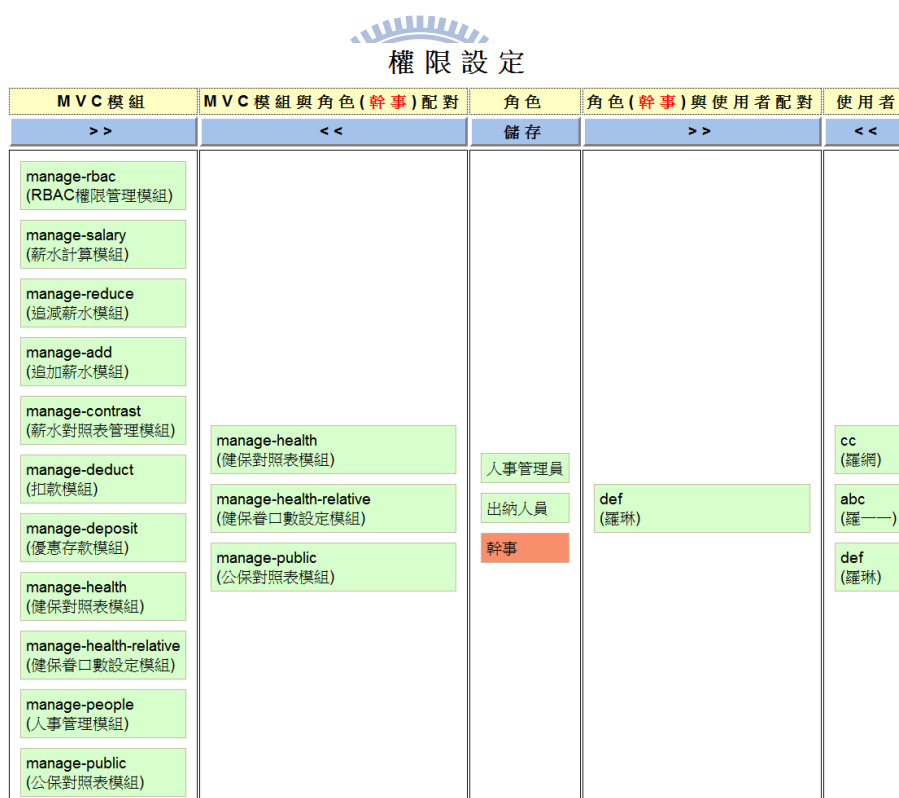 權限設定
MVC模組
MVC模組與角色(幹事)配對
角色
角色(幹事)與使用者配對
使用者
>>
<<
儲存
>>
<<
manage-rbac
(RBAC權限管理模組)
manage-salary
(薪水計算模組)
manage-reduce
(追減薪水模組)
manage-add
(追加薪水模組)
manage-contrast
(薪水對照表管理模組)
manage-deduct
(扣款模組)
manage-deposit
(優惠存款模組)
manage-health
(健保對照表模組)
manage-health-relative
(健保眷口數設定模組)
manage-people
(人事管理模組)
manage-public
(公保對照表模組)
manage-health
(健保對照表模組)
manage-health-relative
(健保眷口數設定模組)
manage-public
(公保對照表模組)
人事管理員
出納人員
幹事
def
(羅琳)
cc
(羅網)
abc
(羅一一)
def
(羅琳)